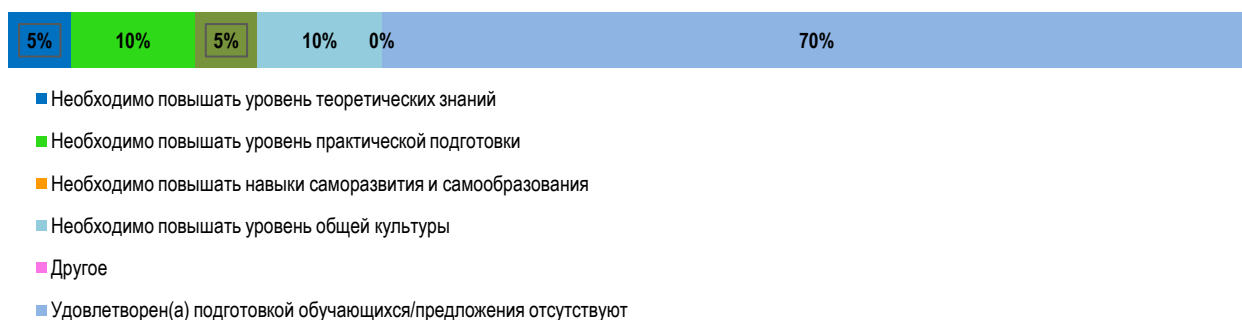 5% 10% 5% 10% 0% 70%
Необходимо повышать уровень теоретических знаний
Необходимо повышать уровень практической подготовки
Необходимо повышать навыки саморазвития и самообразования
Необходимо повышать уровень общей культуры
Другое
Удовлетворен(а) подготовкой обучающихся/предложения отсутствуют